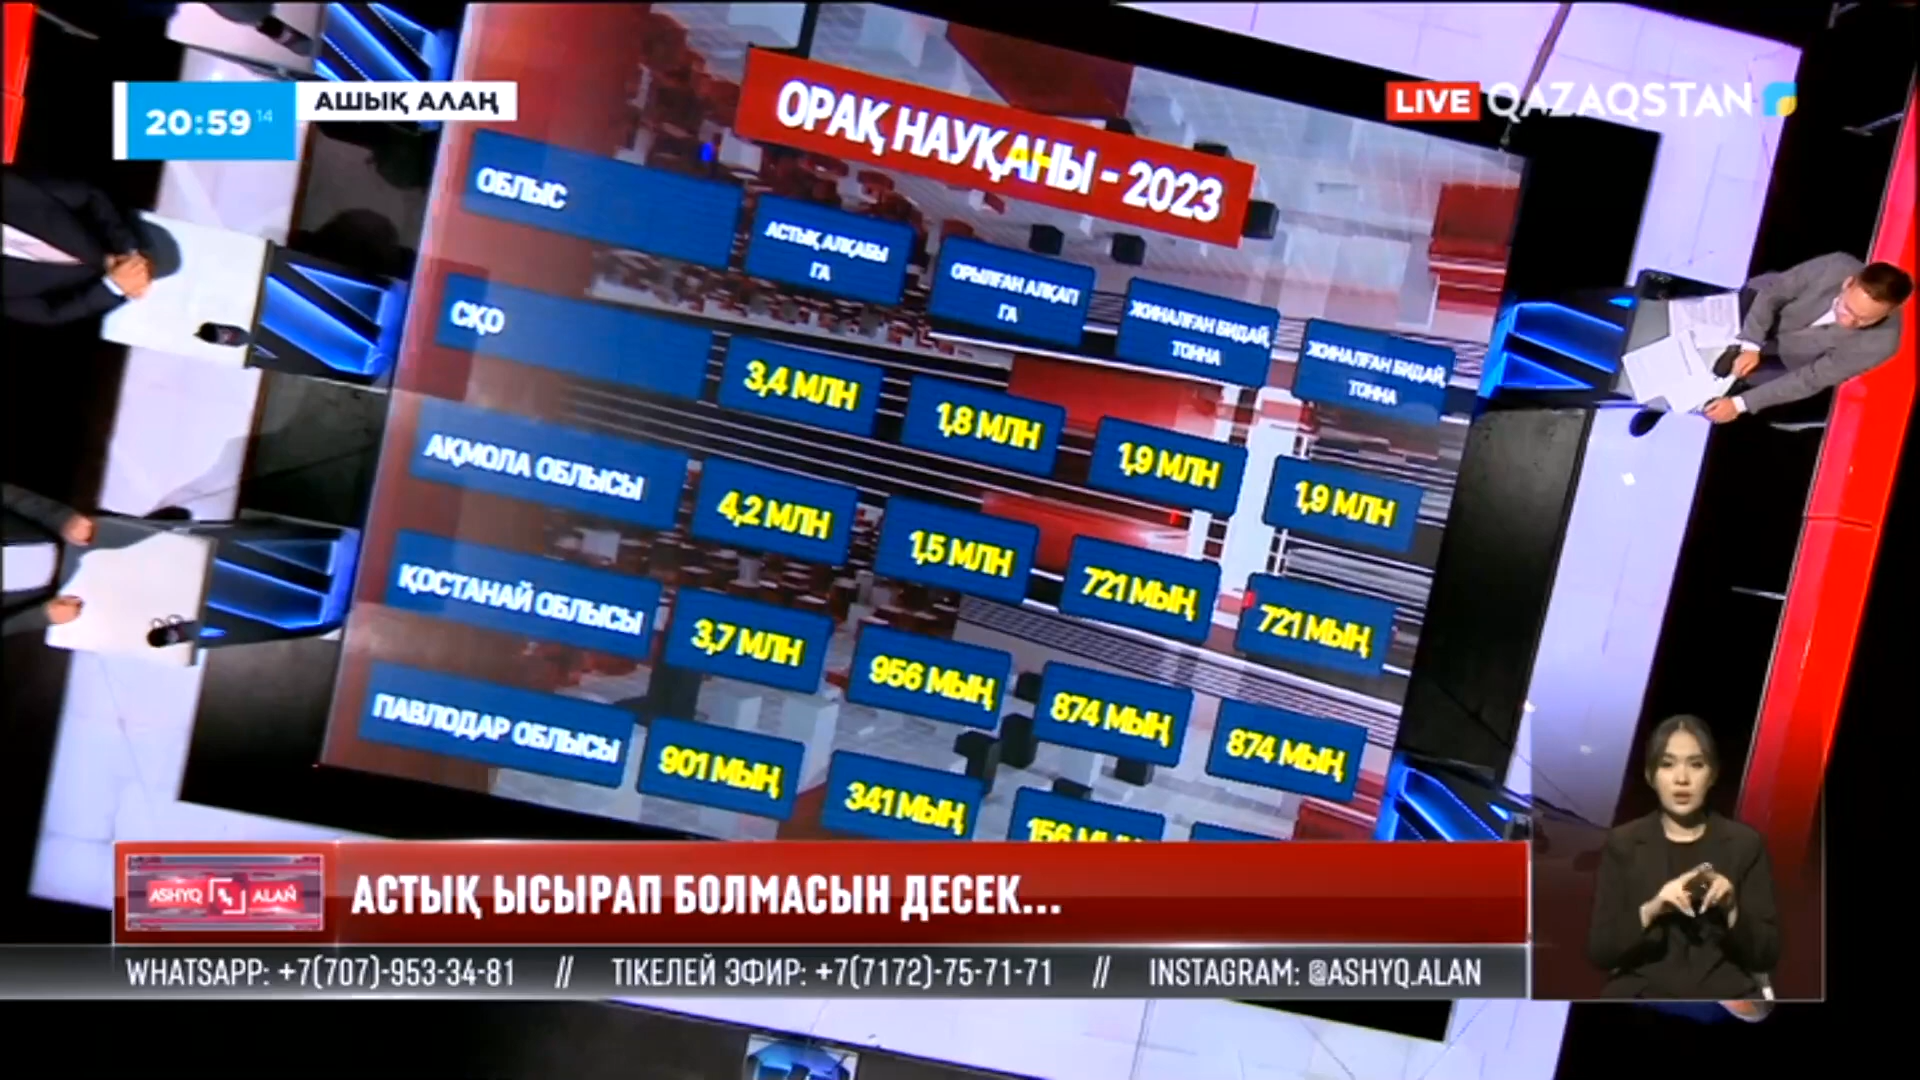 20:59 14
АШЫҚ АЛАҢ
LIVE QAZAQSTAN
ОРАҚ НАУҚАНЫ - 2023
ОБЛЫС
АСТЫҚ АЛҚАБЫ
ГА
ОРЫЛҒАН АЛҚАП
ГА
ЖИНАЛҒАН БИДАЙ,
ТОННА
ЖИНАЛҒАН БИДАЙ,
ТОННА
СҚО
3,4 МЛН
1,8 МЛН
1,9 МЛН
1,9 МЛН
АҚМОЛА ОБЛЫСЫ
4,2 МЛН
1,5 МЛН
721 МЫҢ
721 МЫҢ
ҚОСТАНАЙ ОБЛЫСЫ
3,7 МЛН
956 МЫҢ
874 МЫҢ
874 МЫҢ
ПАВЛОДАР ОБЛЫСЫ
901 МЫҢ
341 МЫҢ
156 МЫҢ
ASHYQ ALAŃ
АСТЫҚ ЫСЫРАП БОЛМАСЫН ДЕСЕК...
WHATSAPP: +7(707)-953-34-81 // ТІКЕЛЕЙ ЭФИР: +7(7172)-75-71-71 // INSTAGRAM: @ASHYQ.ALAN